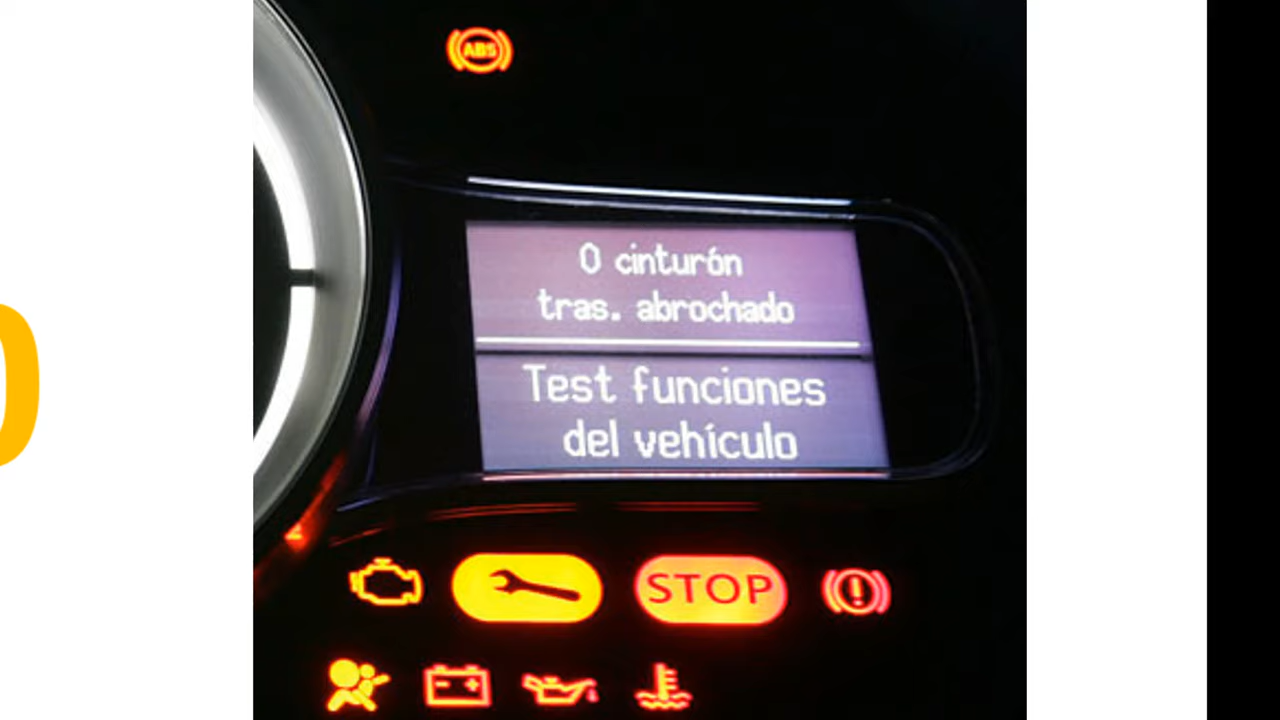 ABS
0 cinturón
tras. abrochado
Test funciones
del vehículo
STOP